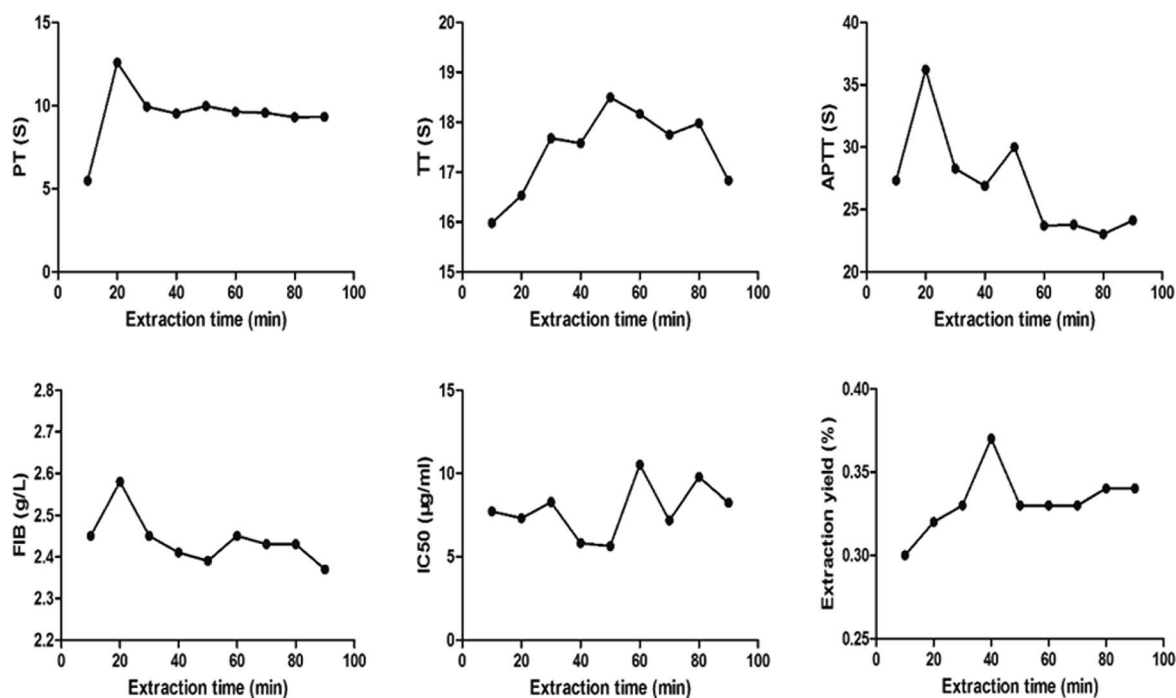 PT (S)
15
10
5
0
0 20 40 60 80 100
Extraction time (min)
TT (S)
20
19
18
17
16
15
0 20 40 60 80 100
Extraction time (min)
APTT (S)
40
35
30
25
20
0 20 40 60 80 100
Extraction time (min)
FIB (g/L)
2.8
2.7
2.6
2.5
2.4
2.3
2.2
0 20 40 60 80 100
Extraction time (min)
IC50 (μg/ml)
15
10
5
0
0 20 40 60 80 100
Extraction time (min)
Extraction yield (%)
0.40
0.35
0.30
0.25
0 20 40 60 80 100
Extraction time (min)